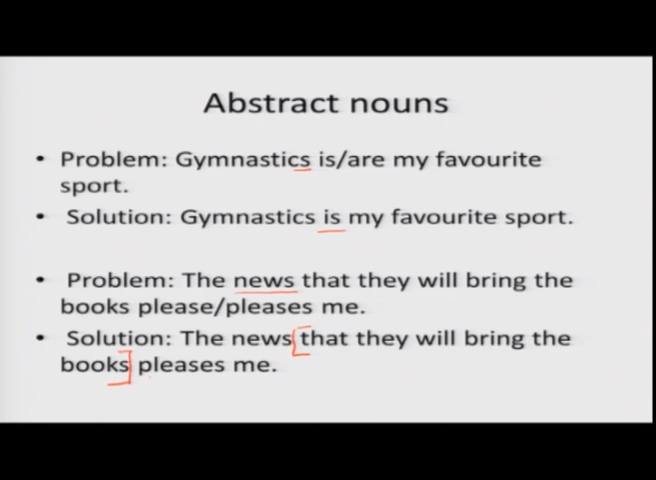 Abstract nouns
• Problem: Gymnastics is/are my favourite
sport.
• Solution: Gymnastics is my favourite sport.
• Problem: The news that they will bring the
books please/pleases me.
• Solution: The news [that they will bring the
books] pleases me.